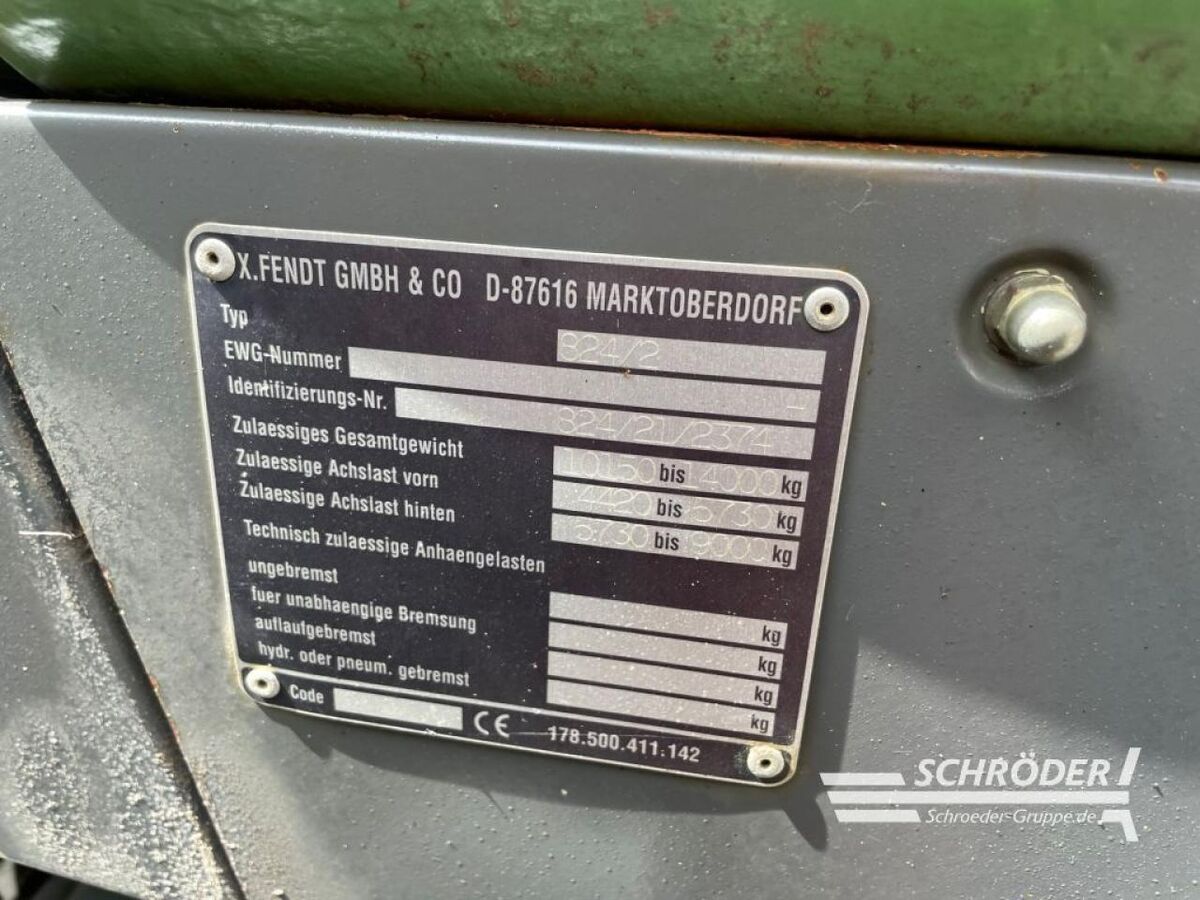 X.FENDT GMBH & CO D-87616 MARKTOBERDORF
Typ 824/2
EWG-Nummer –
Identifizierungs-Nr. 824/21/2374
Zulaessiges Gesamtgewicht 10150 bis 14000 kg
Zulaessige Achslast vorn 4420 bis 5730 kg
Zulaessige Achslast hinten 5730 bis 9000 kg
Technisch zulaessige Anhaengelasten
ungebremst kg
fuer unabhaengige Bremsung kg
auflaufgebremst kg
hydr. oder pneum. gebremst kg
Code CE 178.500.411.142
SCHRÖDER
Schroeder-Gruppe.de